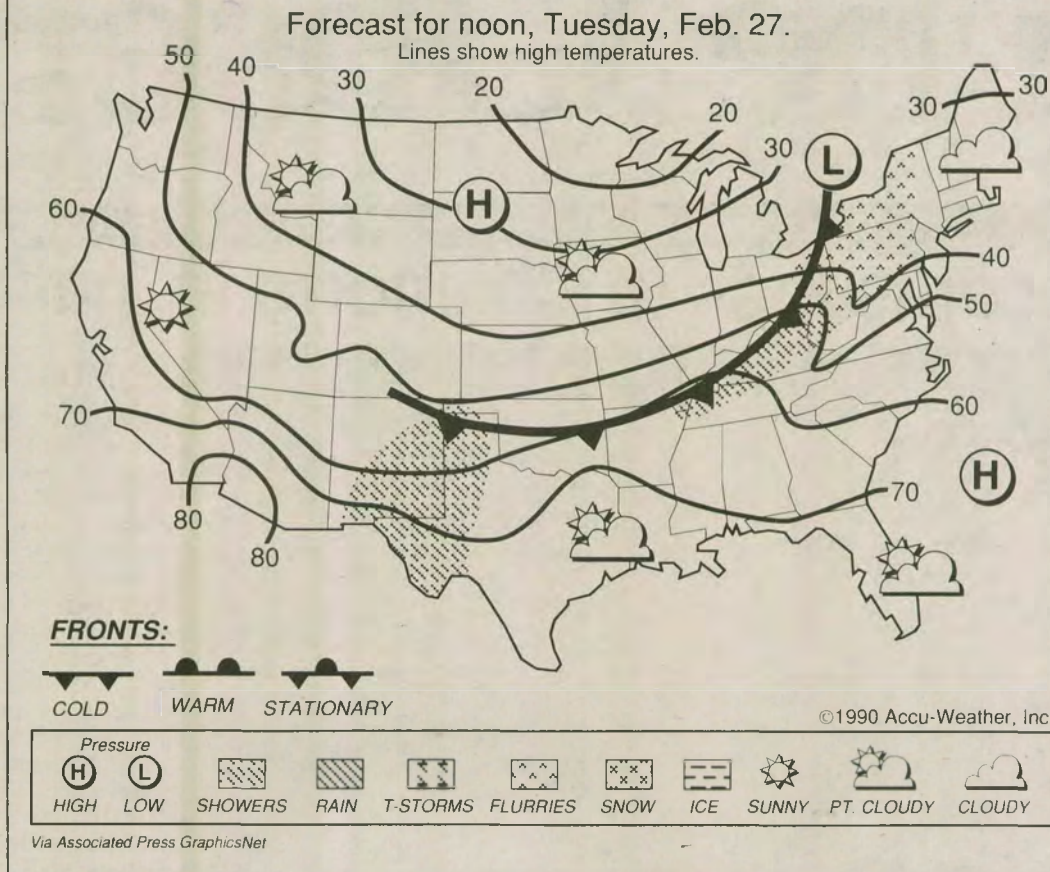 Forecast for noon, Tuesday, Feb. 27.
Lines show high temperatures.
50
40
30
20
20
30
30
30
L
H
60
40
50
70
60
H
70
80
80
FRONTS:
COLD
WARM
STATIONARY
©1990 Accu-Weather, Inc
Pressure
H
L
HIGH
LOW
SHOWERS
RAIN
T-STORMS
FLURRIES
SNOW
ICE
SUNNY
PT. CLOUDY
CLOUDY
Via Associated Press GraphicsNet